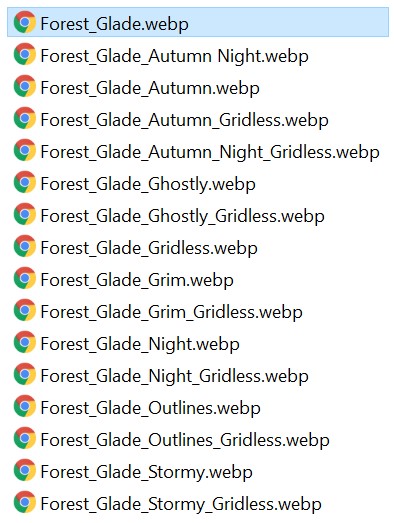 Forest_Glade.webp
Forest_Glade_Autumn Night.webp
Forest_Glade_Autumn.webp
Forest_Glade_Autumn_Gridless.webp
Forest_Glade_Autumn_Night_Gridless.webp
Forest_Glade_Ghostly.webp
Forest_Glade_Ghostly_Gridless.webp
Forest_Glade_Gridless.webp
Forest_Glade_Grim.webp
Forest_Glade_Grim_Gridless.webp
Forest_Glade_Night.webp
Forest_Glade_Night_Gridless.webp
Forest_Glade_Outlines.webp
Forest_Glade_Outlines_Gridless.webp
Forest_Glade_Stormy.webp
Forest_Glade_Stormy_Gridless.webp